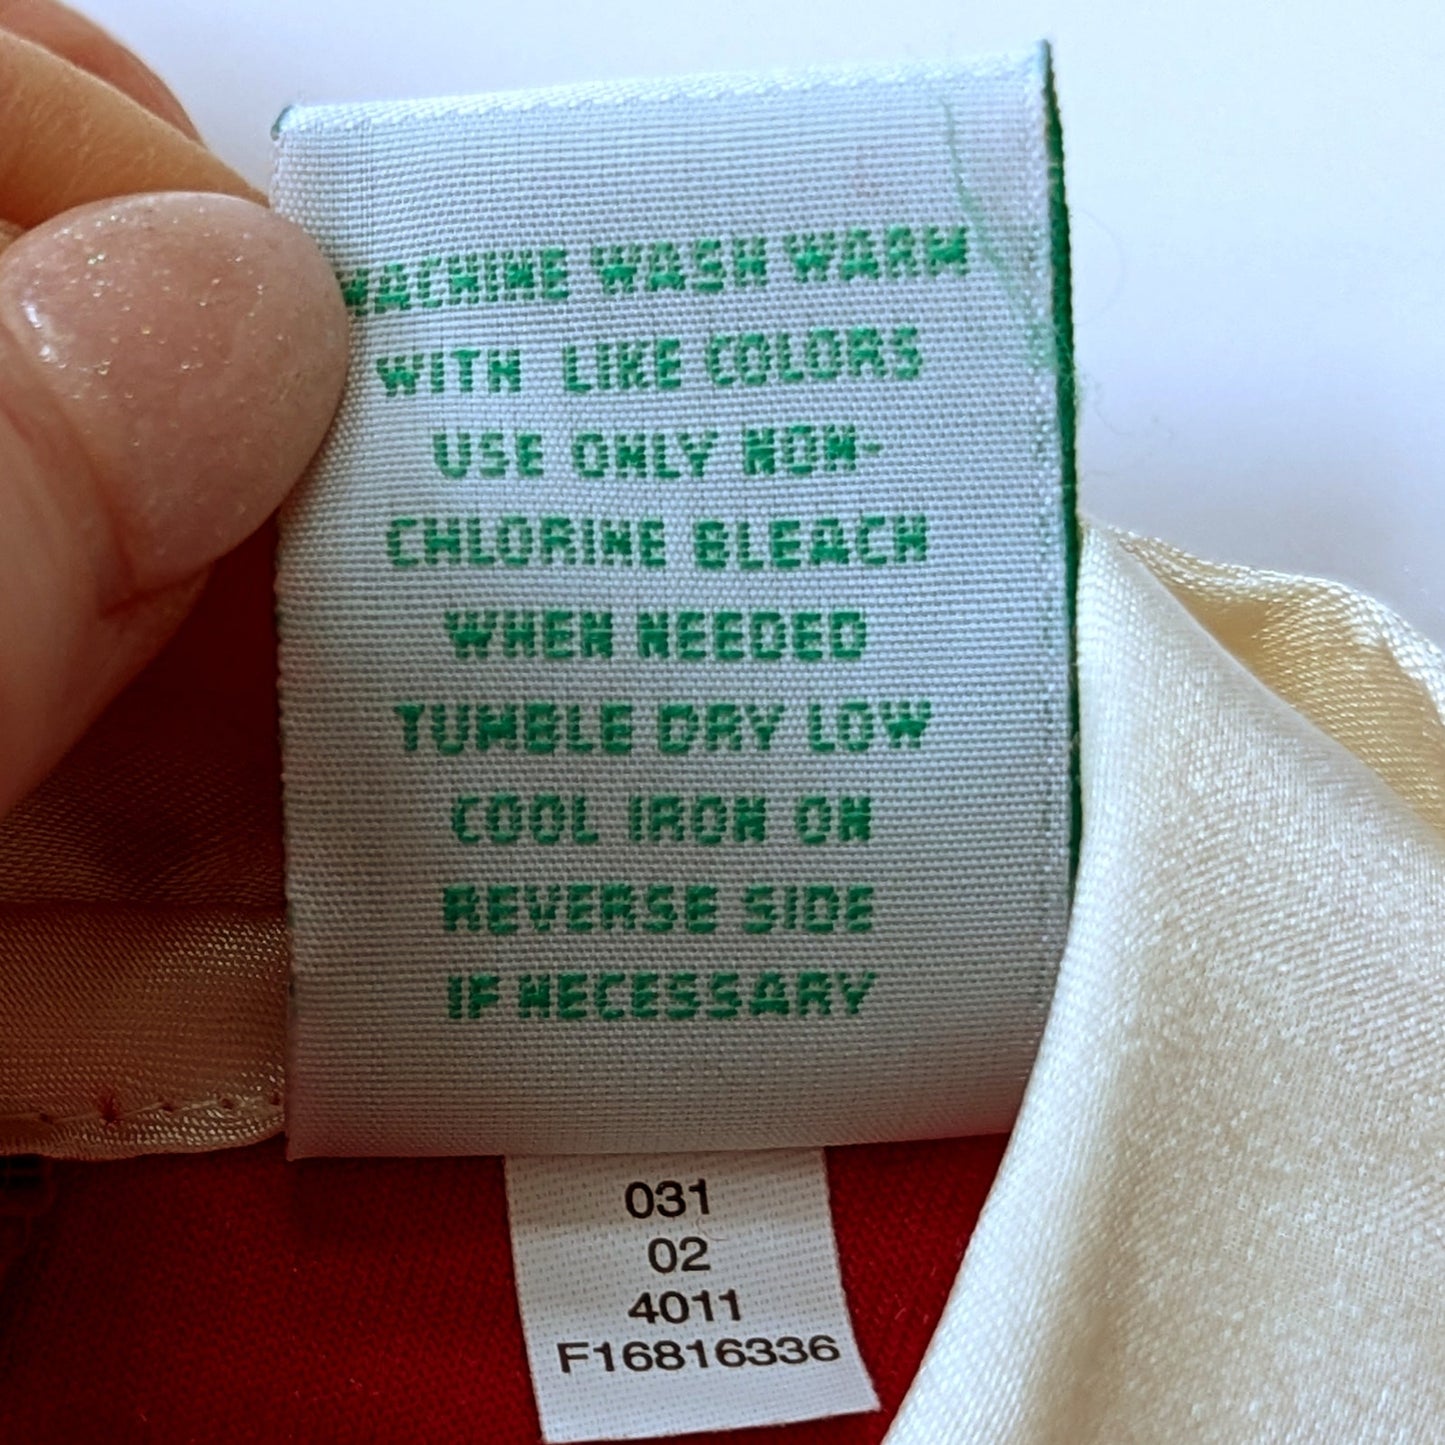 MACHINE WASH WARM
WITH LIKE COLORS
USE ONLY NON-
CHLORINE BLEACH
WHEN NEEDED
TUMBLE DRY LOW
COOL IRON ON
REVERSE SIDE
IF NECESSARY
031
02
4011
F16816336